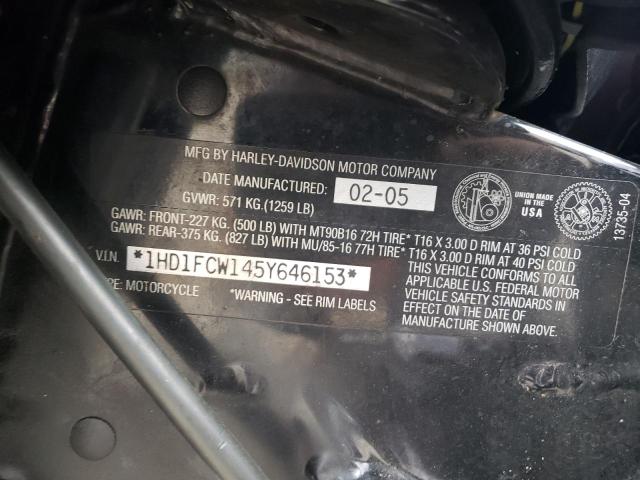 MFG BY HARLEY-DAVIDSON MOTOR COMPANY
DATE MANUFACTURED: 02-05
GVWR: 571 KG.(1259 LB)
GAWR: FRONT-227 KG. (500 LB) WITH MT90B16 72H TIRE* T16 X 3.00 D RIM AT 36 PSI COLD
GAWR: REAR-375 KG. (827 LB) WITH MU/85-16 77H TIRE* T16 X 3.00 D RIM AT 40 PSI COLD
V.I.N. *1HD1FCW145Y646153*
THIS VEHICLE CONFORMS TO ALL
APPLICABLE U.S. FEDERAL MOTOR
VEHICLE SAFETY STANDARDS IN
EFFECT ON THE DATE OF
MANUFACTURE SHOWN ABOVE.
PE: MOTORCYCLE
*WARNING - SEE RIM LABELS
UNION MADE IN
THE
USA
13735-04